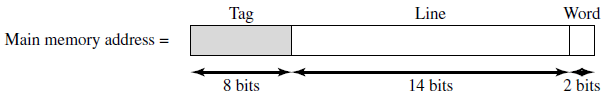 Tag Line Word
Main memory address =
8 bits 14 bits 2 bits